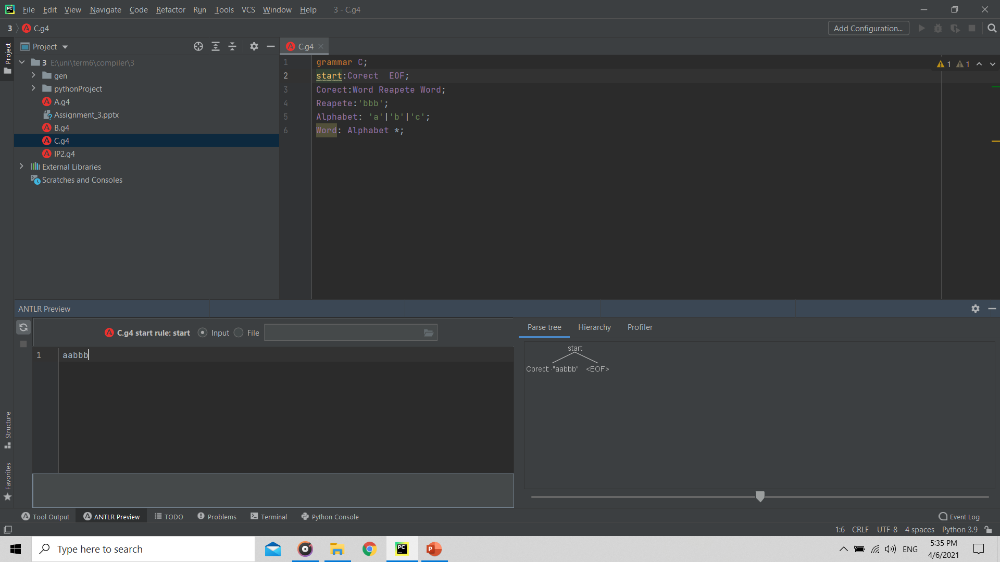 File Edit View Navigate Code Refactor Run Tools VCS Window Help 3 - C.g4
3 C.g4 Add Configuration...
Project
Project
C.g4
3 E:\uni\term6\compiler\3
gen
pythonProject
A.g4
Assignment_3.pptx
B.g4
C.g4
IP2.g4
External Libraries
Scratches and Consoles
1 grammar C;
2 start:Corect  EOF;
3 Corect:Word Reapete Word;
4 Reapete:'bbb';
5 Alphabet: 'a'|'b'|'c';
6 Word: Alphabet *;
1 1
ANTLR Preview
C.g4 start rule: start Input File
1 aabbb
Parse tree Hierarchy Profiler
start
Corect: "aabbb" <EOF>
Structure
Favorites
Tool Output ANTLR Preview TODO Problems Terminal Python Console Event Log
1:6 CRLF UTF-8 4 spaces Python 3.9
Type here to search
PC
P
ENG
5:35 PM
4/6/2021